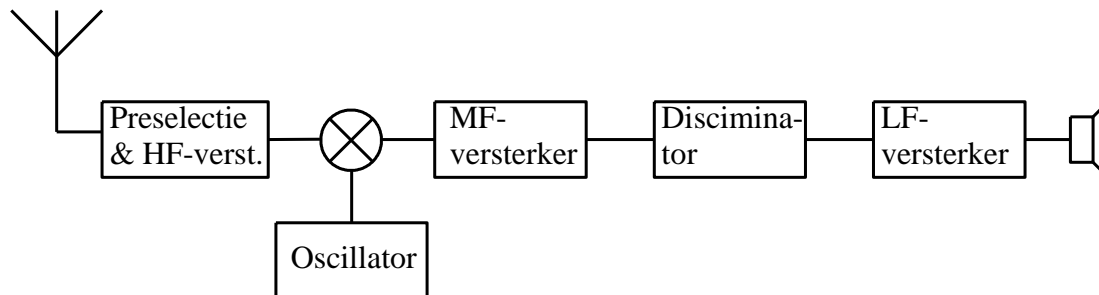 Preselectie
& HF-verst.
MF-
versterker
Discimina-
tor
LF-
versterker
Oscillator